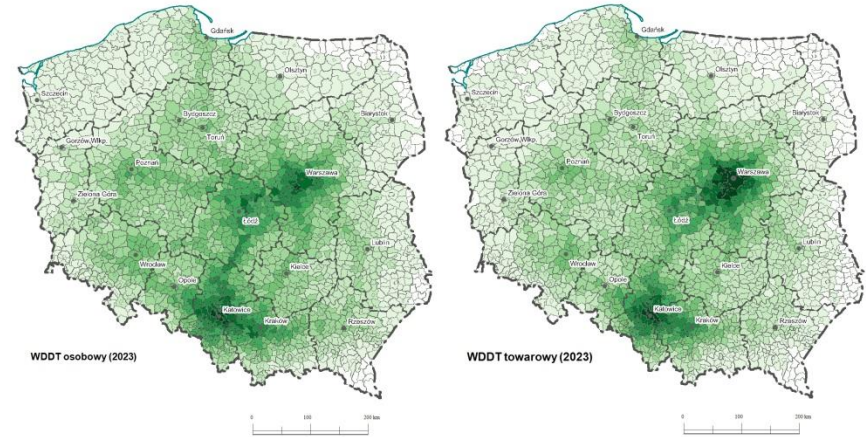 Gdańsk
Szczecin
Olsztyn
Bydgoszcz
Białystok
Toruń
Gorzów Wlkp.
Poznań
Warszawa
Zielona Góra
Łódź
Wrocław
Lublin
Opole
Kielce
Katowice
Kraków
Rzeszów
WDDT osobowy (2023)
0 100 200 km
Gdańsk
Szczecin
Olsztyn
Bydgoszcz
Białystok
Toruń
Gorzów Wlkp.
Poznań
Warszawa
Zielona Góra
Łódź
Wrocław
Lublin
Opole
Kielce
Katowice
Kraków
Rzeszów
WDDT towarowy (2023)
0 100 200 km